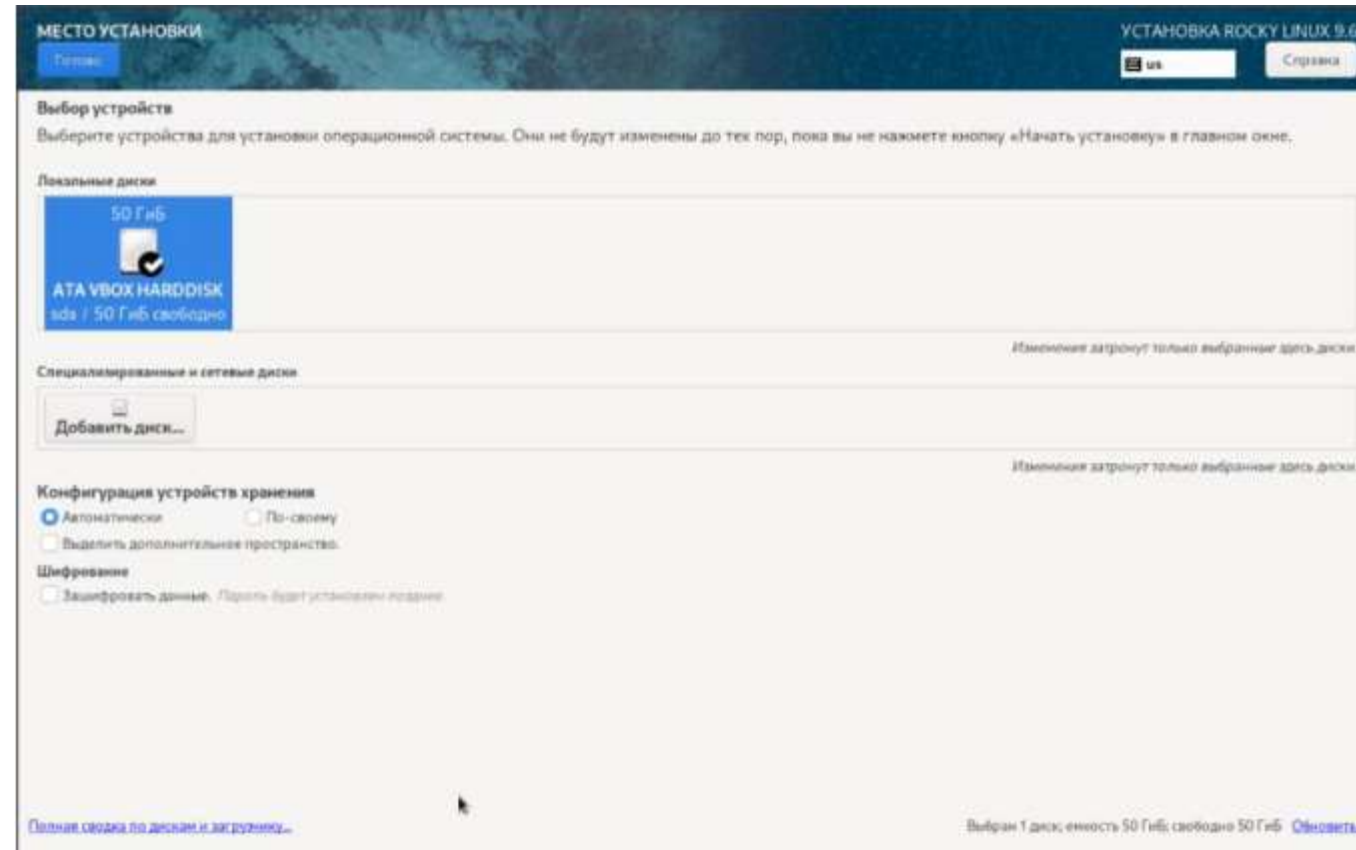 МЕСТО УСТАНОВКИ
УСТАНОВКА ROCKY LINUX 9.6
Готово
us
Справка
Выбор устройств
Выберите устройства для установки операционной системы. Они не будут изменены до тех пор, пока вы не нажмете кнопку «Начать установку» в главном окне.
Локальные диски
50 ГиБ
ATA VBOX HARDDISK
sda / 50 ГиБ свободно
Изменения затронут только выбранные здесь диски
Специализированные и сетевые диски
Добавить диск...
Изменения затронут только выбранные здесь диски
Конфигурация устройств хранения
Автоматически
По-своему
Выделить дополнительное пространство.
Шифрование
Зашифровать данные. Пароль будет установлен позднее
Полная сводка по дискам и загрузчику...
Выбран 1 диск; емкость 50 ГиБ; свободно 50 ГиБ Обновить